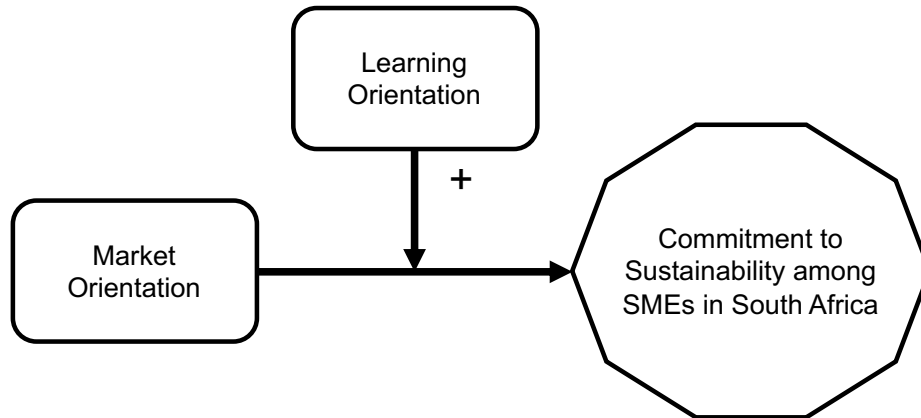 Learning
Orientation
+
Market
Orientation
Commitment to
Sustainability among
SMEs in South Africa